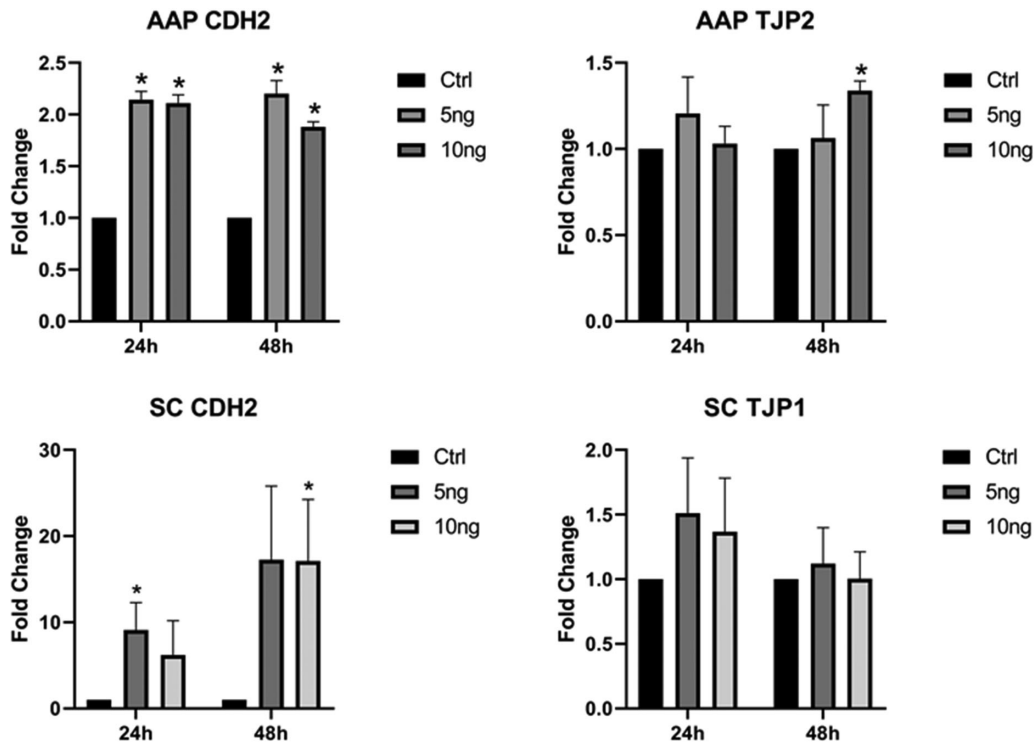 AAP CDH2
Fold Change
2.5
2.0
1.5
1.0
0.5
0.0
* * * *
24h 48h
Ctrl
5ng
10ng
AAP TJP2
Fold Change
1.5
1.0
0.5
0.0
*
24h 48h
Ctrl
5ng
10ng
SC CDH2
Fold Change
30
20
10
0
* *
24h 48h
Ctrl
5ng
10ng
SC TJP1
Fold Change
2.0
1.5
1.0
0.5
0.0
24h 48h
Ctrl
5ng
10ng